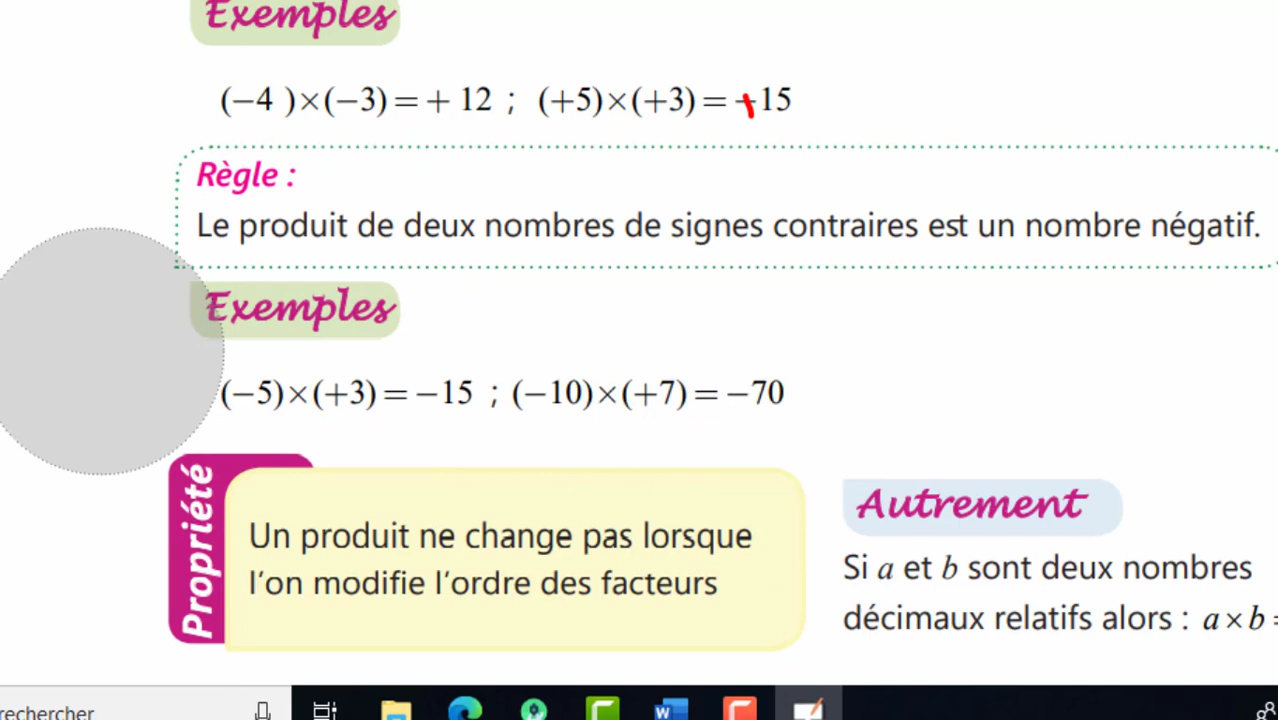 Exemples
(−4 )×(−3) = + 12 ; (+5)×(+3) = +15
Règle :
Le produit de deux nombres de signes contraires est un nombre négatif.
Exemples
(−5)×(+3) = −15 ; (−10)×(+7) = −70
Propriété
Un produit ne change pas lorsque
l'on modifie l'ordre des facteurs
Autrement
Si a et b sont deux nombres
décimaux relatifs alors : a×b =
rechercher